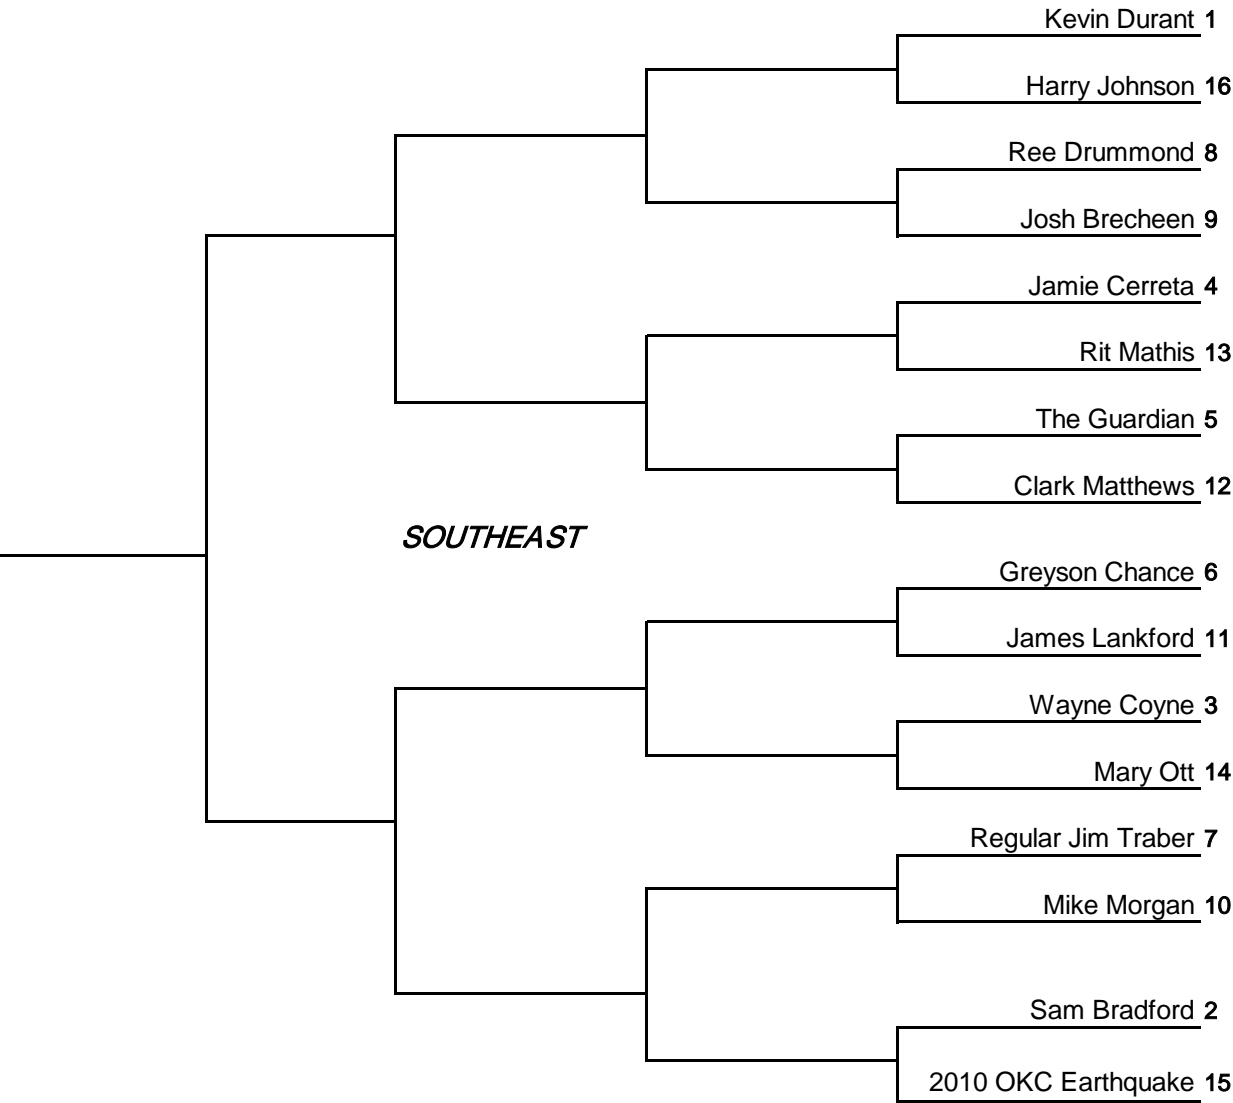 Kevin Durant 1
Harry Johnson 16
Ree Drummond 8
Josh Brecheen 9
Jamie Cerreta 4
Rit Mathis 13
The Guardian 5
Clark Matthews 12
SOUTHEAST
Greyson Chance 6
James Lankford 11
Wayne Coyne 3
Mary Ott 14
Regular Jim Traber 7
Mike Morgan 10
Sam Bradford 2
2010 OKC Earthquake 15